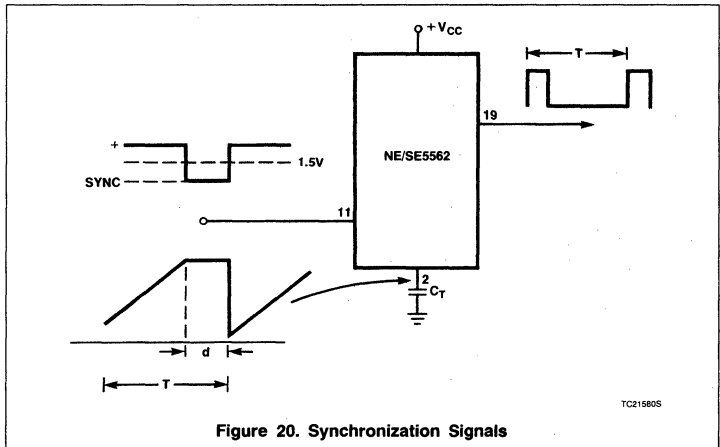 +VCC
T
19
NE/SE5562
+
1.5V
SYNC
11
2
CT
d
T
TC21580S
Figure 20. Synchronization Signals